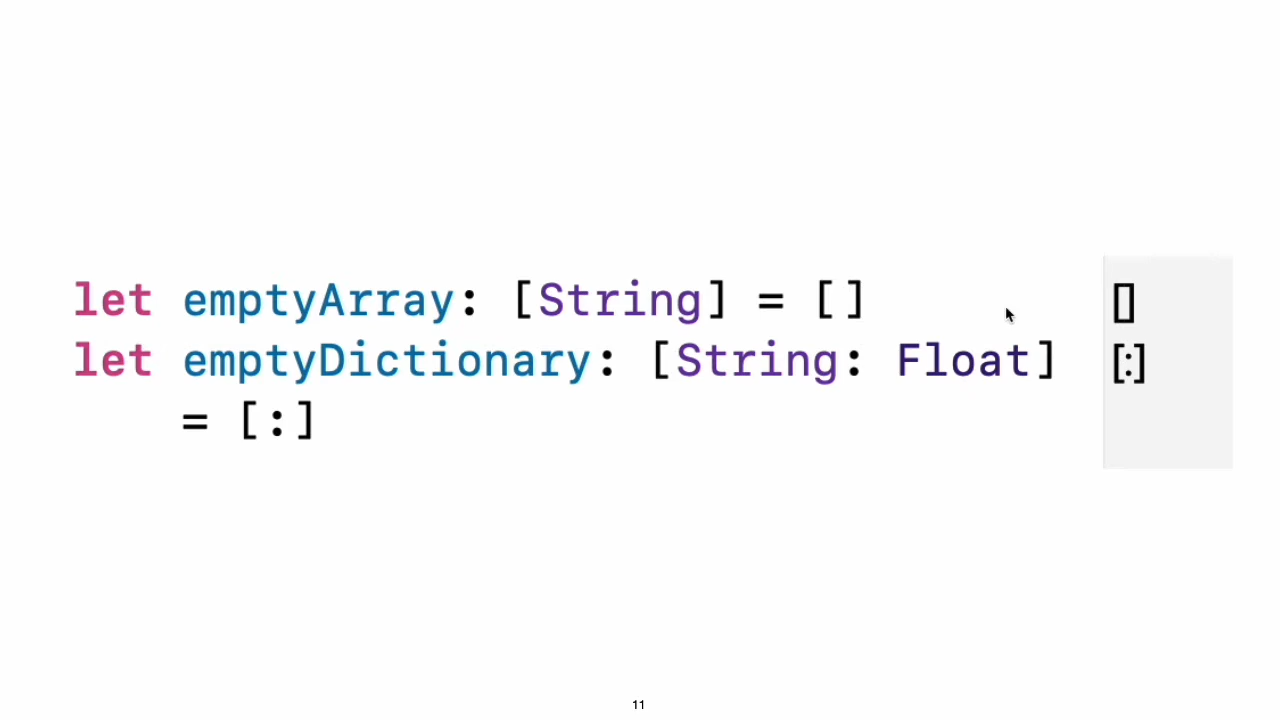 let emptyArray: [String] = []
[]
let emptyDictionary: [String: Float]
[:]
= [:]
11